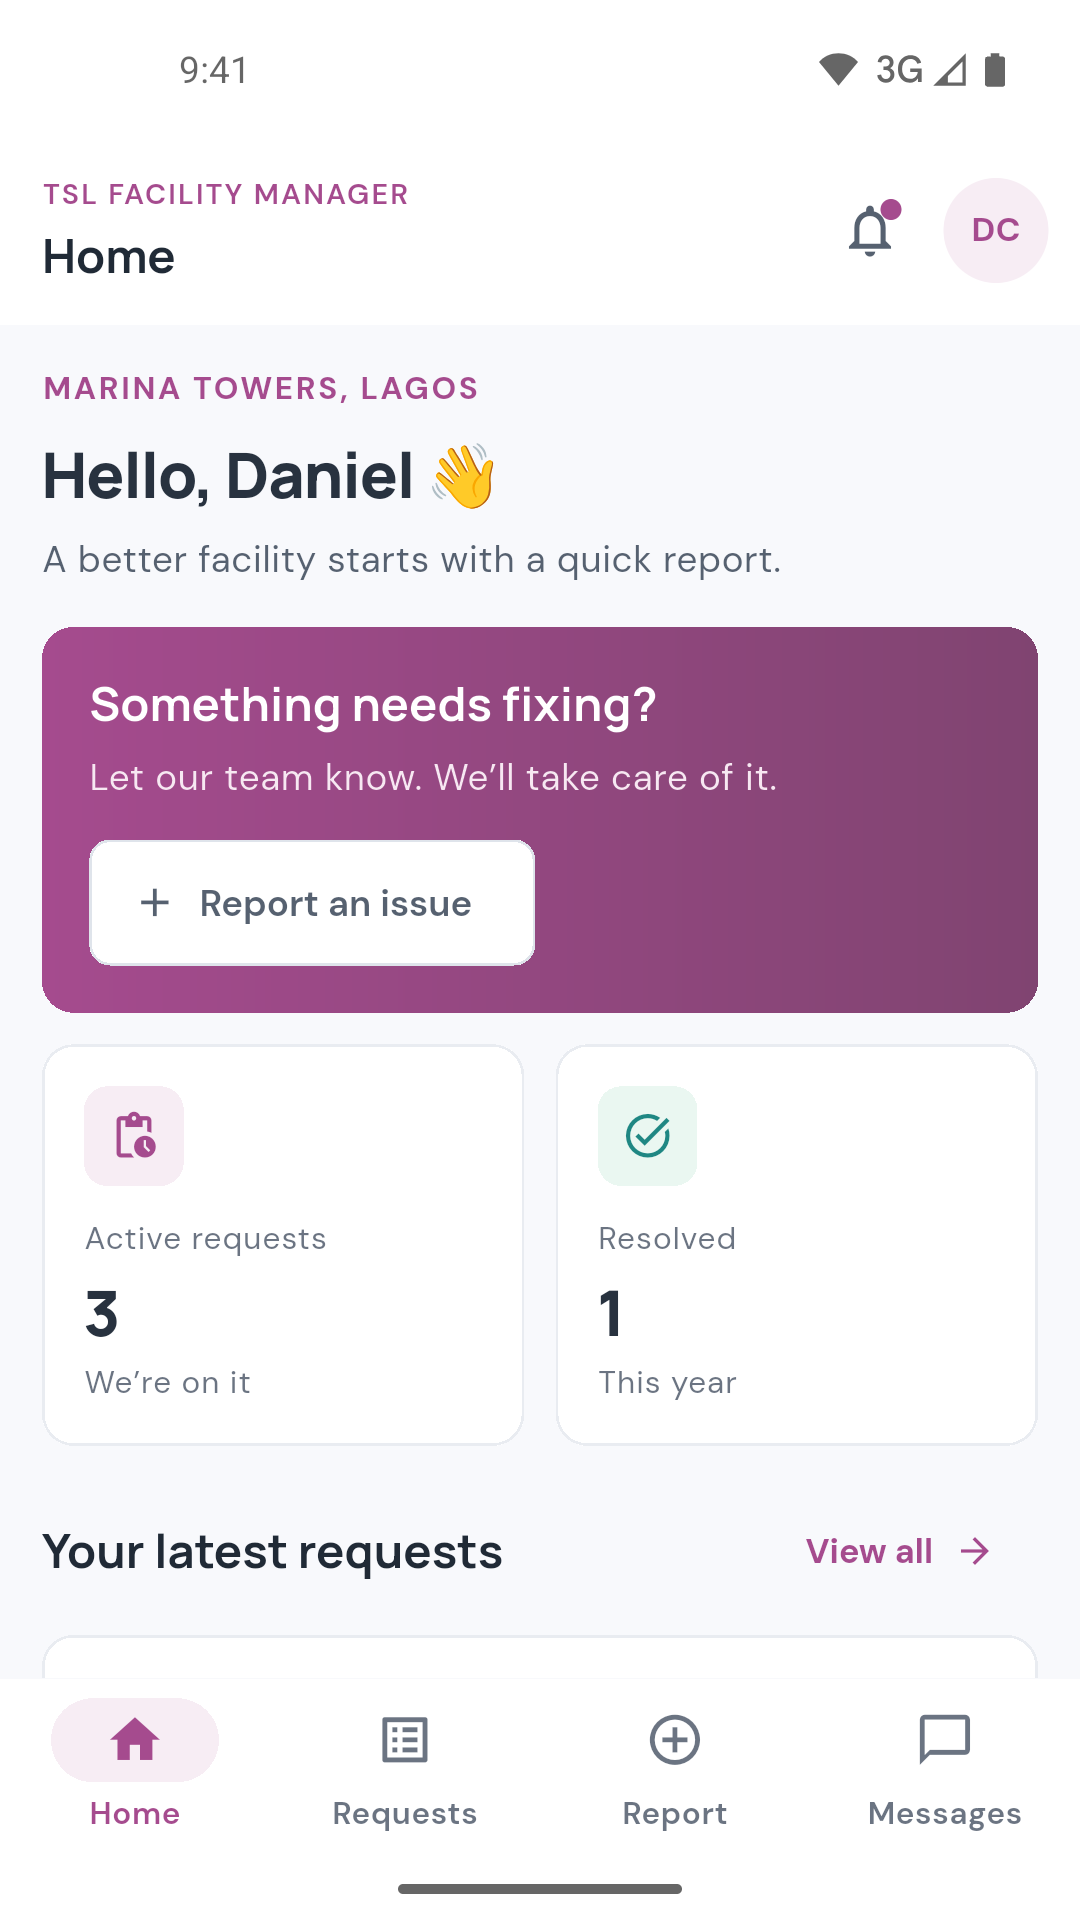 9:41
3G
TSL FACILITY MANAGER
Home
DC
MARINA TOWERS, LAGOS
Hello, Daniel 👋
A better facility starts with a quick report.
Something needs fixing?
Let our team know. We’ll take care of it.
Report an issue
Active requests
3
We’re on it
Resolved
1
This year
Your latest requests
View all
Home
Requests
Report
Messages